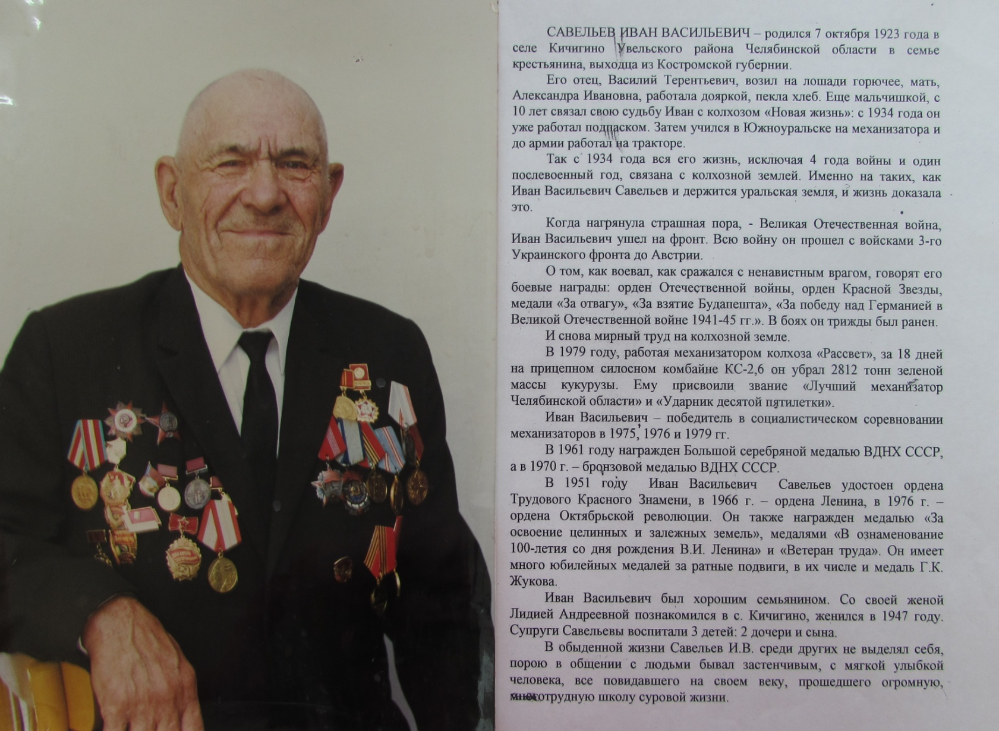 САВЕЛЬЕВ ИВАН ВАСИЛЬЕВИЧ – родился 7 октября 1923 года в
селе Кичигино Увельского района Челябинской области в семье
крестьянина, выходца из Костромской губернии.
Его отец, Василий Терентьевич, возил на лошади горючее, мать,
Александра Ивановна, работала дояркой, пекла хлеб. Еще мальчишкой, с
10 лет связал свою судьбу Иван с колхозом «Новая жизнь»: с 1934 года он
уже работал подпаском. Затем учился в Южноуральске на механизатора и
до армии работал на тракторе.
Так с 1934 года вся его жизнь, исключая 4 года войны и один
послевоенный год, связана с колхозной землей. Именно на таких, как
Иван Васильевич Савельев и держится уральская земля, и жизнь доказала
это.
Когда нагрянула страшная пора, - Великая Отечественная война,
Иван Васильевич ушел на фронт. Всю войну он прошел с войсками 3-го
Украинского фронта до Австрии.
О том, как воевал, как сражался с ненавистным врагом, говорят его
боевые награды: орден Отечественной войны, орден Красной Звезды,
медали «За отвагу», «За взятие Будапешта», «За победу над Германией в
Великой Отечественной войне 1941-45 гг.». В боях он трижды был ранен.
И снова мирный труд на колхозной земле.
В 1979 году, работая механизатором колхоза «Рассвет», за 18 дней
на прицепном силосном комбайне КС-2,6 он убрал 2812 тонн зеленой
массы кукурузы. Ему присвоили звание «Лучший механизатор
Челябинской области» и «Ударник десятой пятилетки».
Иван Васильевич – победитель в социалистическом соревновании
механизаторов в 1975, 1976 и 1979 гг.
В 1961 году награжден Большой серебряной медалью ВДНХ СССР,
а в 1970 г. – бронзовой медалью ВДНХ СССР.
В 1951 году Иван Васильевич Савельев удостоен ордена
Трудового Красного Знамени, в 1966 г. – ордена Ленина, в 1976 г. –
ордена Октябрьской революции. Он также награжден медалью «За
освоение целинных и залежных земель», медалями «В ознаменование
100-летия со дня рождения В.И. Ленина» и «Ветеран труда». Он имеет
много юбилейных медалей за ратные подвиги, в их числе и медаль Г.К.
Жукова.
Иван Васильевич был хорошим семьянином. Со своей женой
Лидией Андреевной познакомился в с. Кичигино, женился в 1947 году.
Супруги Савельевы воспитали 3 детей: 2 дочери и сына.
В обыденной жизни Савельев И.В. среди других не выделял себя,
порою в общении с людьми бывал застенчивым, с мягкой улыбкой
человека, все повидавшего на своем веку, прошедшего огромную,
многотрудную школу суровой жизни.